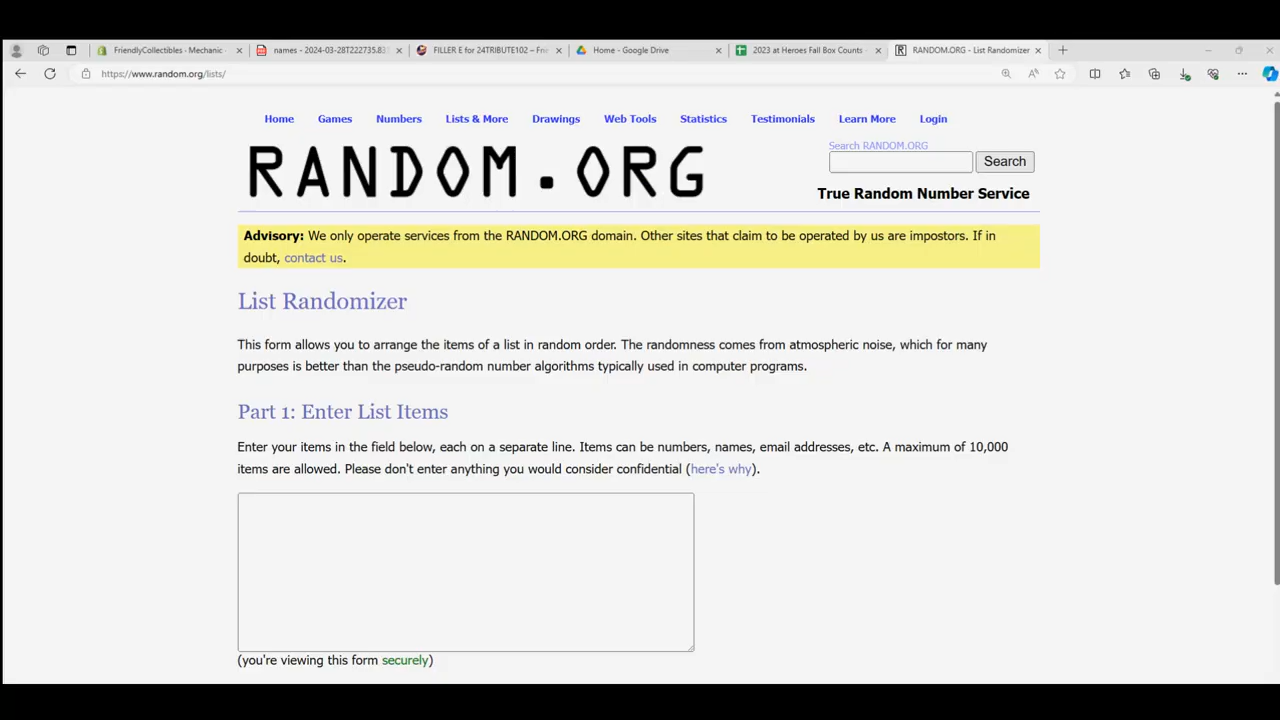 FriendlyCollectibles - Mechanic
names - 2024-03-28T222735.83
FILLER E for 24TRIBUTE102 – Frie
Home - Google Drive
2023 at Heroes Fall Box Counts -
RANDOM.ORG - List Randomizer
https://www.random.org/lists/
Home Games Numbers Lists & More Drawings Web Tools Statistics Testimonials Learn More Login
RANDOM.ORG
Search RANDOM.ORG
Search
True Random Number Service
Advisory: We only operate services from the RANDOM.ORG domain. Other sites that claim to be operated by us are impostors. If in
doubt, contact us.
List Randomizer
This form allows you to arrange the items of a list in random order. The randomness comes from atmospheric noise, which for many
purposes is better than the pseudo-random number algorithms typically used in computer programs.
Part 1: Enter List Items
Enter your items in the field below, each on a separate line. Items can be numbers, names, email addresses, etc. A maximum of 10,000
items are allowed. Please don't enter anything you would consider confidential (here's why).
(you're viewing this form securely)